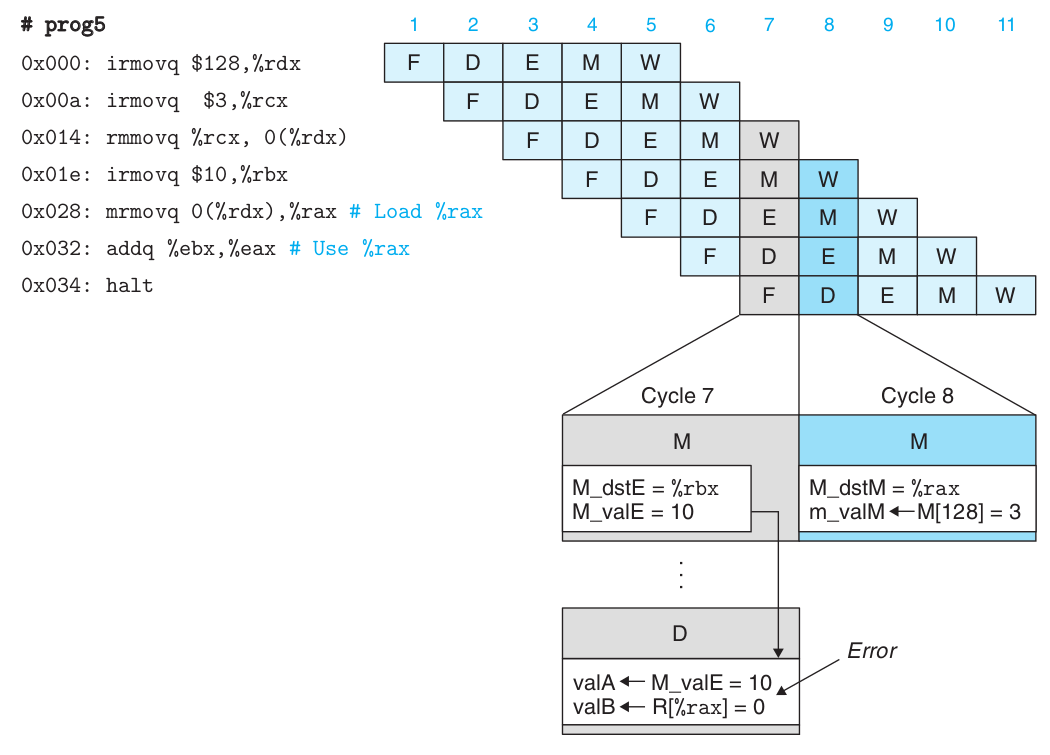 # prog5
1 2 3 4 5 6 7 8 9 10 11
0x000: irmovq $128,%rdx F D E M W
0x00a: irmovq  $3,%rcx F D E M W
0x014: rmmovq %rcx, 0(%rdx) F D E M W
0x01e: irmovq $10,%rbx F D E M W
0x028: mrmovq 0(%rdx),%rax # Load %rax F D E M W
0x032: addq %ebx,%eax # Use %rax F D E M W
0x034: halt F D E M W
Cycle 7
M
M_dstE = %rbx
M_valE = 10
Cycle 8
M
M_dstM = %rax
m_valM ← M[128] = 3
⋮
D
valA ← M_valE = 10
valB ← R[%rax] = 0
Error